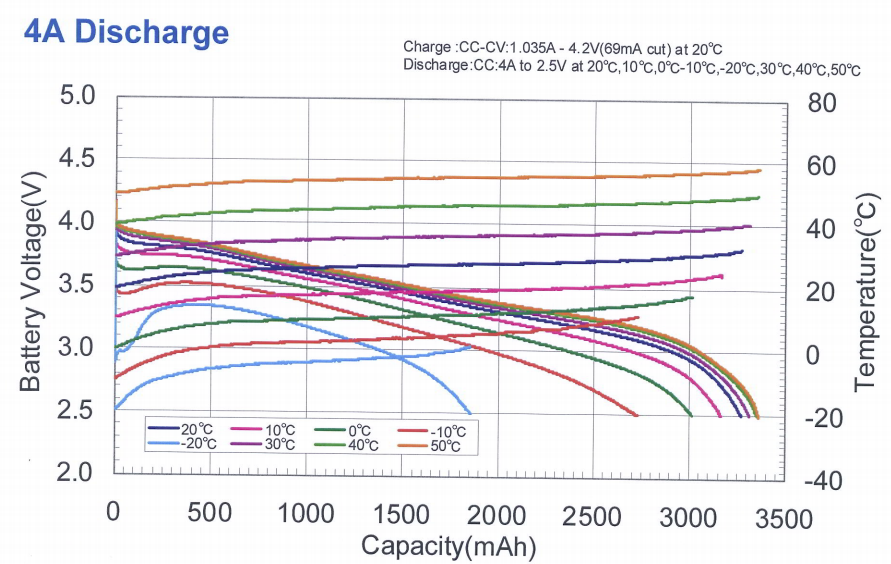 4A Discharge
Charge :CC-CV:1.035A - 4.2V(69mA cut) at 20℃
Discharge:CC:4A to 2.5V at 20℃,10℃,0℃-10℃,-20℃,30℃,40℃,50℃
5.0
4.5
4.0
3.5
3.0
2.5
2.0
Battery Voltage(V)
80
60
40
20
0
-20
-40
Temperature(℃)
20℃ 10℃ 0℃ -10℃
-20℃ 30℃ 40℃ 50℃
0 500 1000 1500 2000 2500 3000 3500
Capacity(mAh)